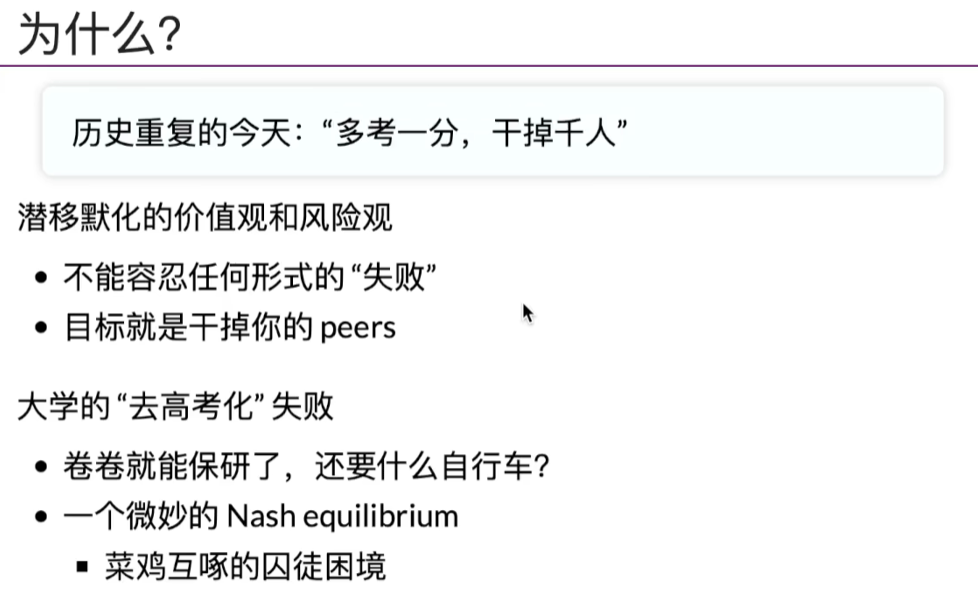 为什么?
历史重复的今天：“多考一分，干掉千人”
潜移默化的价值观和风险观
不能容忍任何形式的 “失败”
目标就是干掉你的 peers
大学的 “去高考化” 失败
卷卷就能保研了，还要什么自行车?
一个微妙的 Nash equilibrium
菜鸡互啄的囚徒困境